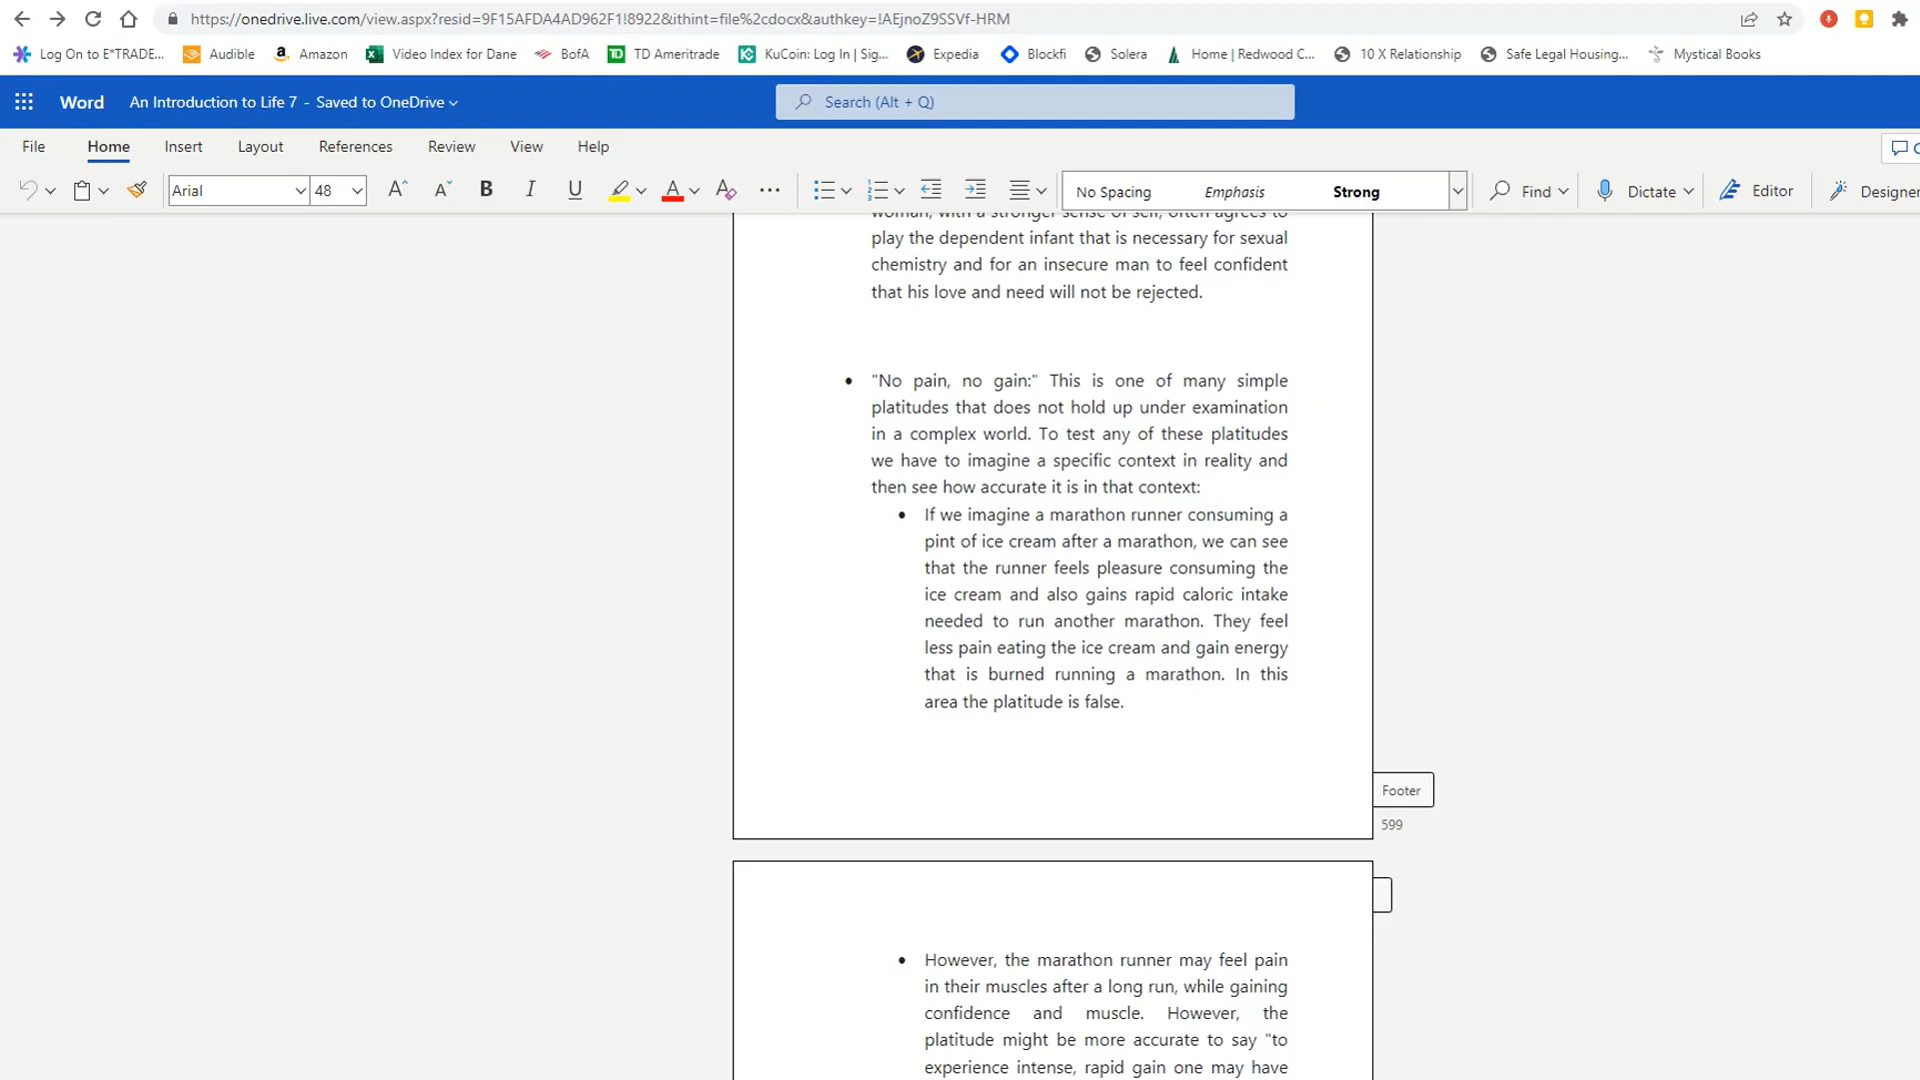 https://onedrive.live.com/view.aspx?resid=9F15AFDA4AD962F1!8922&ithint=file%2cdocx&authkey=!AEjnoZ9SSVf-HRM
Log On to E*TRADE... Audible Amazon Video Index for Dane BofA TD Ameritrade KuCoin: Log In | Sig... Expedia Blockfi Solera Home | Redwood C... 10 X Relationship Safe Legal Housing... Mystical Books
Word An Introduction to Life 7 - Saved to OneDrive Search (Alt + Q)
File Home Insert Layout References Review View Help
Arial 48 A A B I U A A No Spacing Emphasis Strong Find Dictate Editor Designer
woman, with a stronger sense of self, often agrees to
play the dependent infant that is necessary for sexual
chemistry and for an insecure man to feel confident
that his love and need will not be rejected.
• "No pain, no gain:" This is one of many simple
platitudes that does not hold up under examination
in a complex world. To test any of these platitudes
we have to imagine a specific context in reality and
then see how accurate it is in that context:
• If we imagine a marathon runner consuming a
pint of ice cream after a marathon, we can see
that the runner feels pleasure consuming the
ice cream and also gains rapid caloric intake
needed to run another marathon. They feel
less pain eating the ice cream and gain energy
that is burned running a marathon. In this
area the platitude is false.
Footer
599
• However, the marathon runner may feel pain
in their muscles after a long run, while gaining
confidence and muscle. However, the
platitude might be more accurate to say "to
experience intense, rapid gain one may have